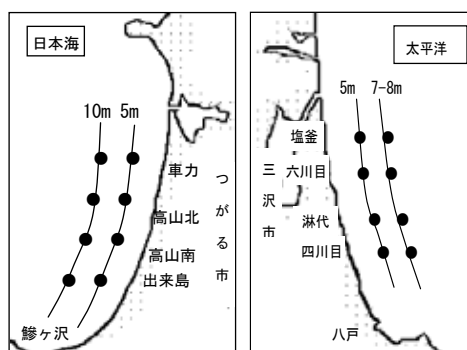 日本海
10m
5m
車力
高山北
高山南
出来島
つがる市
鰺ヶ沢
太平洋
5m
7-8m
塩釜
六川目
淋代
四川目
三沢市
八戸